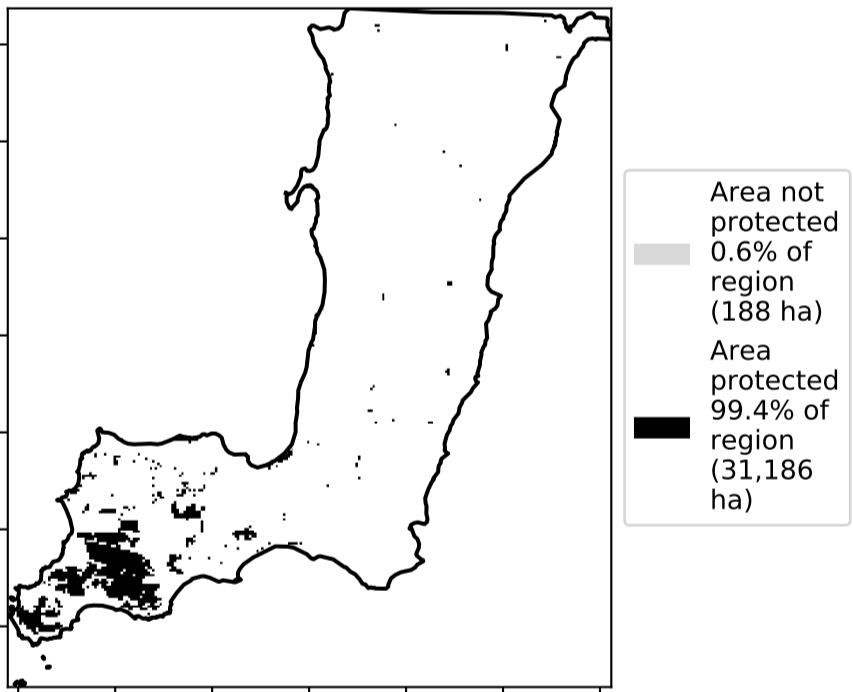 Area not
protected
0.6% of
region
(188 ha)
Area
protected
99.4% of
region
(31,186
ha)